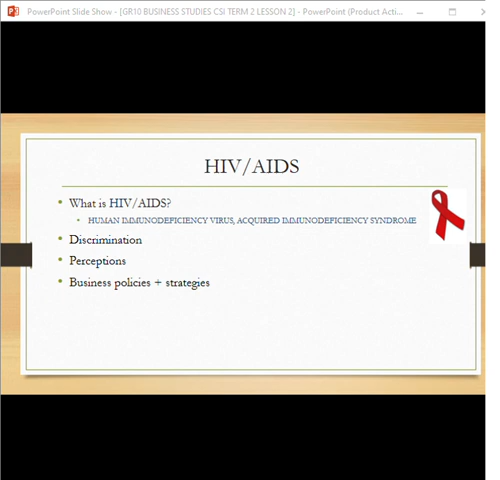 PowerPoint Slide Show - [GR10 BUSINESS STUDIES CSI TERM 2 LESSON 2] - PowerPoint (Product Acti...
HIV/AIDS
• What is HIV/AIDS?
• HUMAN IMMUNODEFICIENCY VIRUS, ACQUIRED IMMUNODEFICIENCY SYNDROME
• Discrimination
• Perceptions
• Business policies + strategies